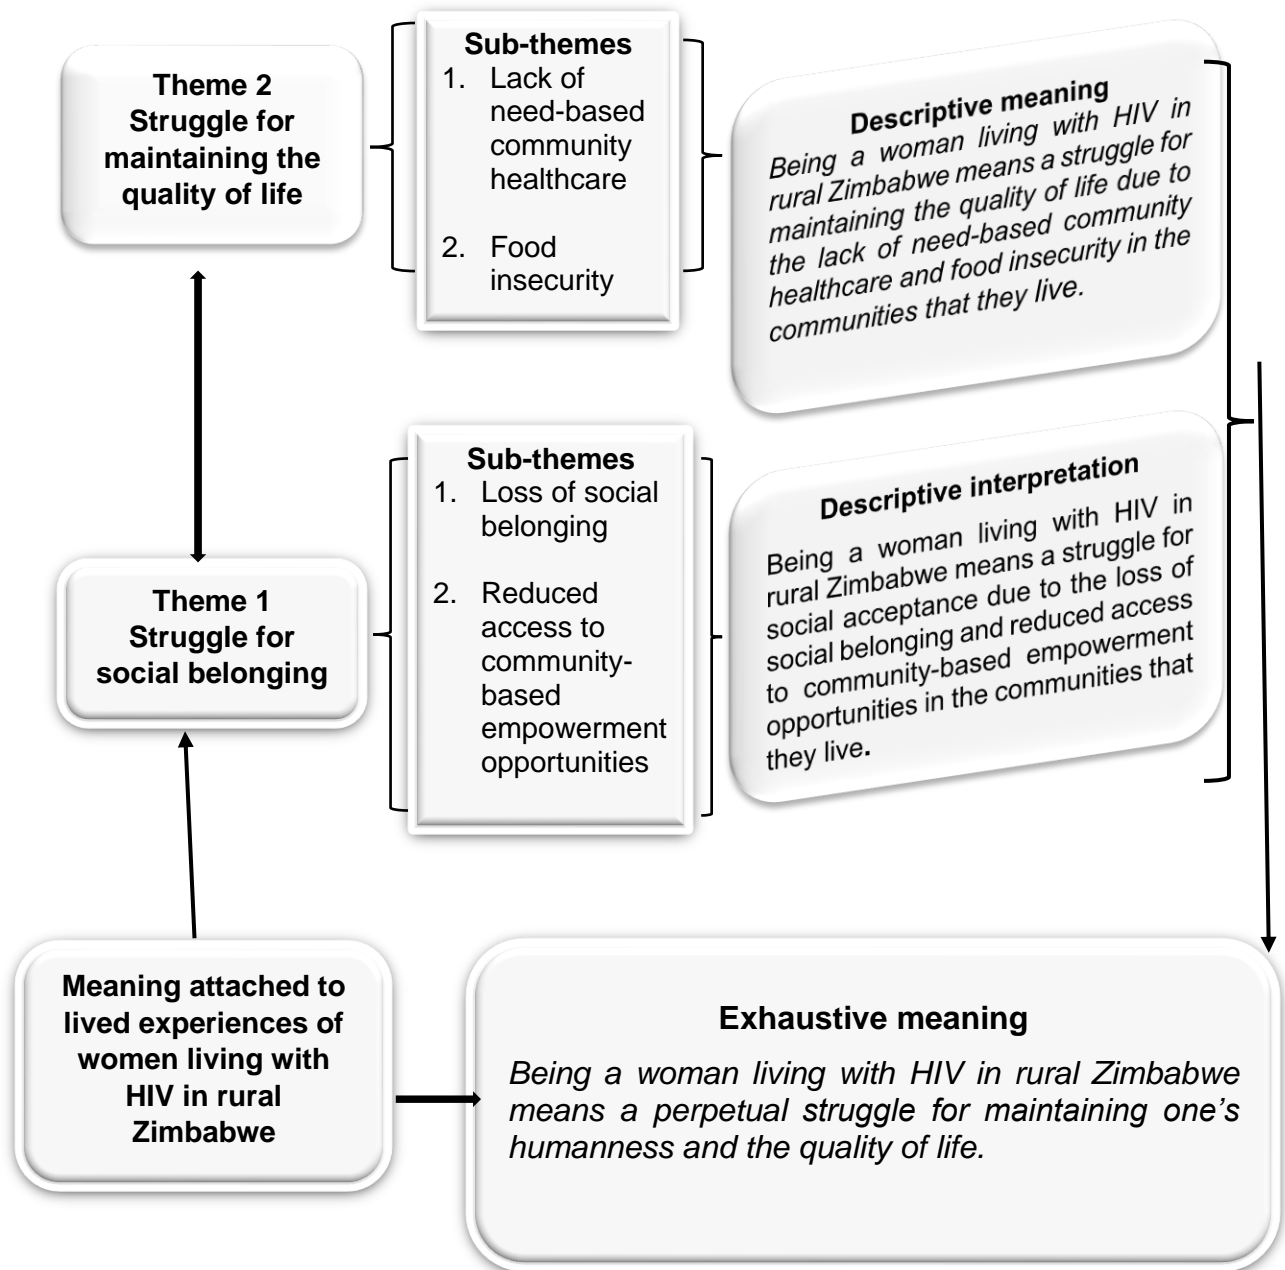 Theme 2
Struggle for
maintaining the
quality of life
Sub-themes
1. Lack of
need-based
community
healthcare
2. Food
insecurity
Descriptive meaning
Being a woman living with HIV in
rural Zimbabwe means a struggle for
maintaining the quality of life due to
the lack of need-based community
healthcare and food insecurity in the
communities that they live.
Theme 1
Struggle for
social belonging
Sub-themes
1. Loss of social
belonging
2. Reduced
access to
community-
based
empowerment
opportunities
Descriptive interpretation
Being a woman living with HIV in
rural Zimbabwe means a struggle for
social acceptance due to the loss of
social belonging and reduced access
to community-based empowerment
opportunities in the communities that
they live.
Meaning attached to
lived experiences of
women living with
HIV in rural
Zimbabwe
Exhaustive meaning
Being a woman living with HIV in rural Zimbabwe
means a perpetual struggle for maintaining one’s
humanness and the quality of life.